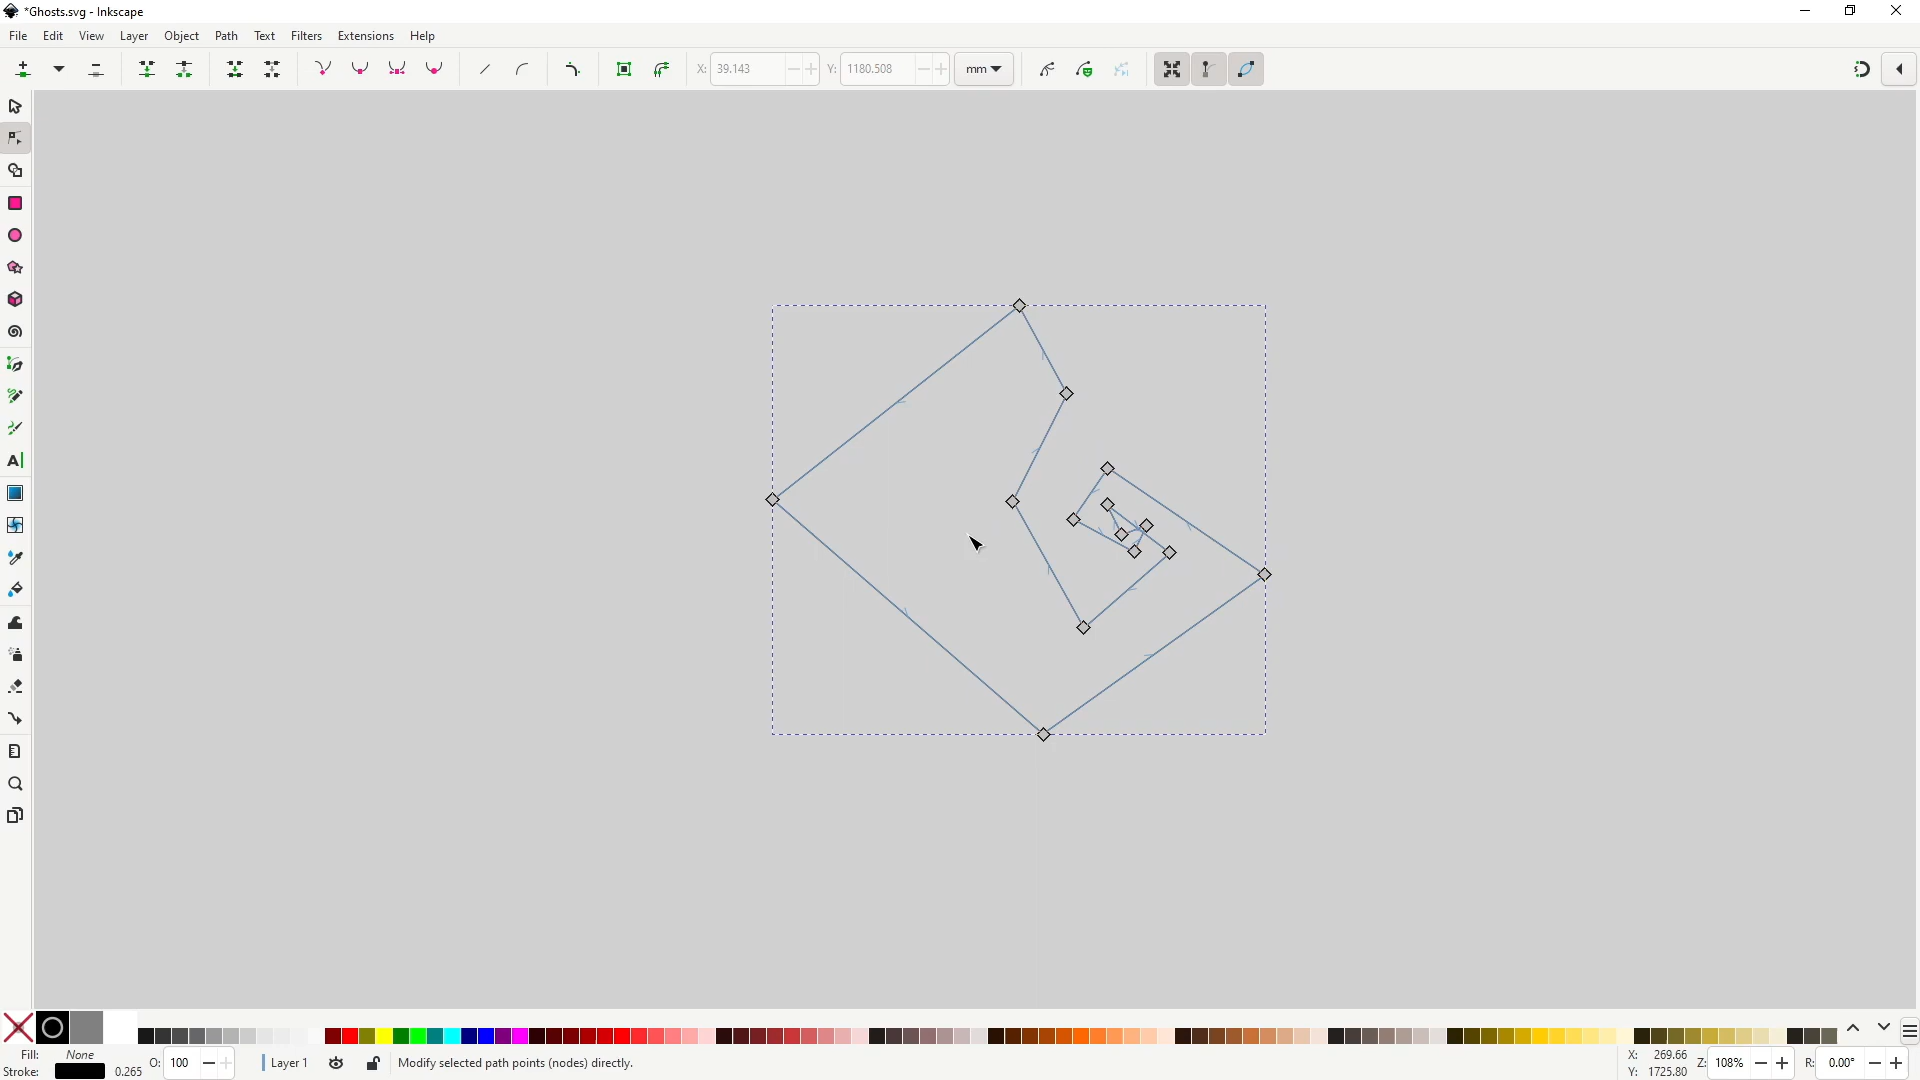 *Ghosts.svg - Inkscape
File Edit View Layer Object Path Text Filters Extensions Help
X: 39.143 Y: 1180.508 mm
A
Fill: None
Stroke: 0.265
O: 100
Layer 1
Modify selected path points (nodes) directly.
X: 269.66
Y: 1725.80
Z: 108%
R: 0.00°